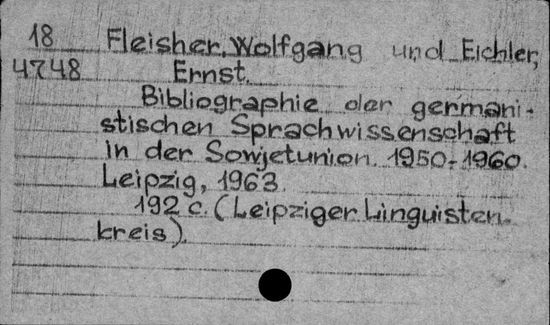 18 Fleisher, Wolfgang und Eichler,
4748 Ernst.
Bibliographie der germani-
stischen Sprachwissenschaft
in der Sowjetunion. 1950-1960.
Leipzig, 1963.
192 c. (Leipziger Linguisten-
kreis).